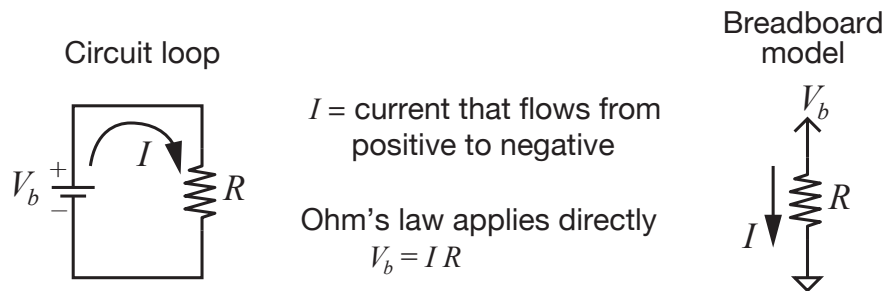 Circuit loop
Breadboard
model
I = current that flows from
positive to negative
Ohm's law applies directly
V_b = I R
V_b
+
−
I
R
V_b
I
R